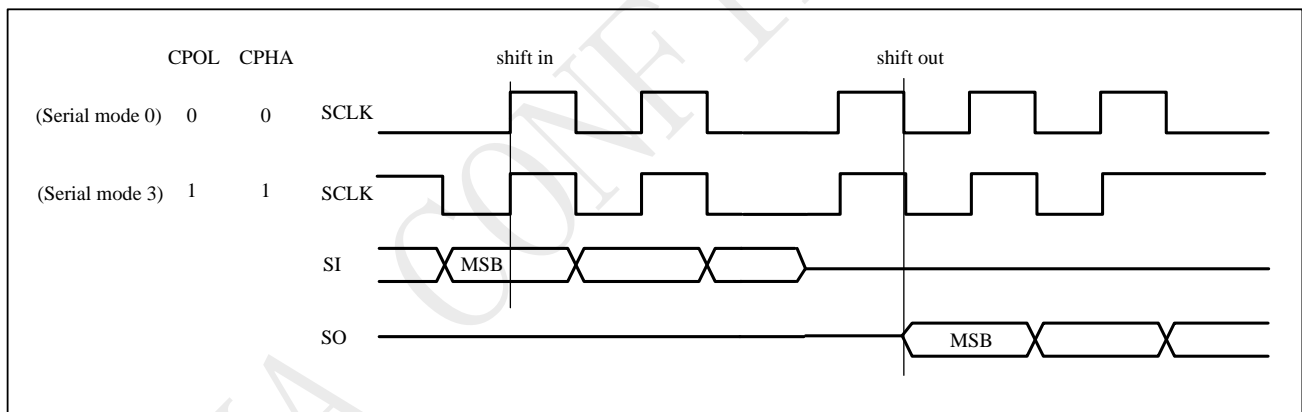 CPOL CPHA shift in shift out
(Serial mode 0) 0 0 SCLK
(Serial mode 3) 1 1 SCLK
SI MSB
SO MSB